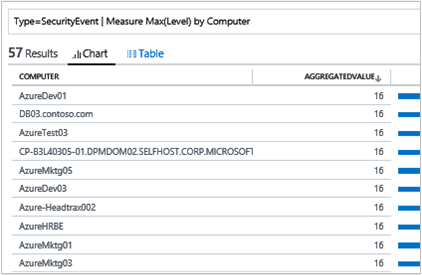 Type=SecurityEvent | Measure Max(Level) by Computer
57 Results Chart Table
COMPUTER AGGREGATEDVALUE
AzureDev01 16
DB03.contoso.com 16
AzureTest03 16
CP-B3L40305-01.DPMDOM02.SELFHOST.CORP.MICROSOFT 16
AzureMktg05 16
AzureDev03 16
Azure-Headtrax002 16
AzureHRBE 16
AzureMktg01 16
AzureMktg03 16